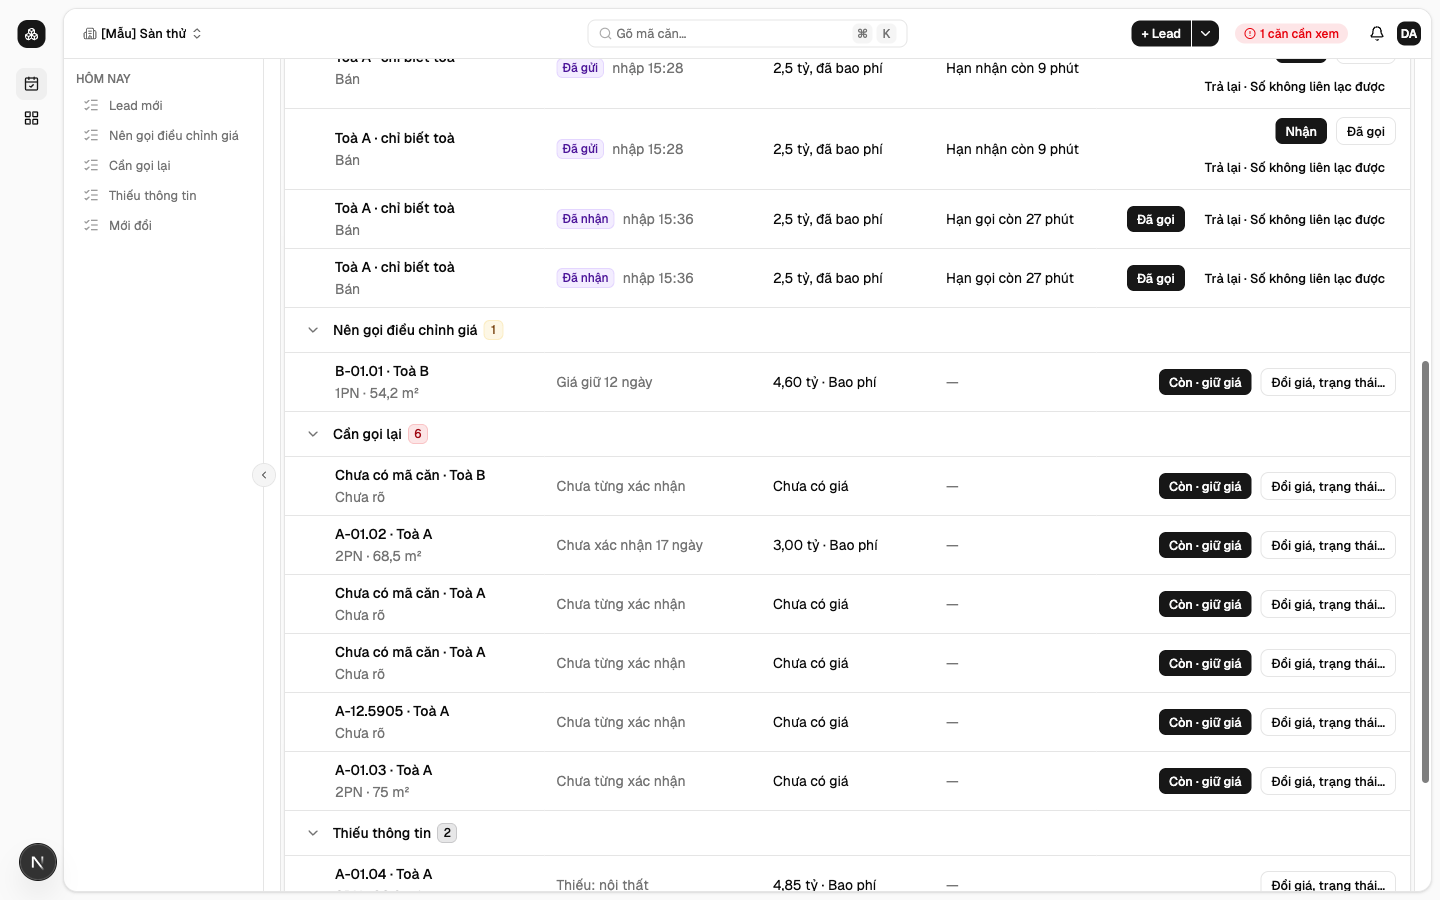 [Mẫu] Sàn thử
Gõ mã căn...
⌘ K
+ Lead
1 căn cần xem
DA
HÔM NAY
Lead mới
Nên gọi điều chỉnh giá
Cần gọi lại
Thiếu thông tin
Mới đổi
Toà A · chỉ biết toà
Bán
Đã gửi nhập 15:28
2,5 tỷ, đã bao phí
Hạn nhận còn 9 phút
Trả lại · Số không liên lạc được
Toà A · chỉ biết toà
Bán
Đã gửi nhập 15:28
2,5 tỷ, đã bao phí
Hạn nhận còn 9 phút
Nhận
Đã gọi
Trả lại · Số không liên lạc được
Toà A · chỉ biết toà
Bán
Đã nhận nhập 15:36
2,5 tỷ, đã bao phí
Hạn gọi còn 27 phút
Đã gọi
Trả lại · Số không liên lạc được
Toà A · chỉ biết toà
Bán
Đã nhận nhập 15:36
2,5 tỷ, đã bao phí
Hạn gọi còn 27 phút
Đã gọi
Trả lại · Số không liên lạc được
Nên gọi điều chỉnh giá 1
B-01.01 · Toà B
1PN · 54,2 m²
Giá giữ 12 ngày
4,60 tỷ · Bao phí
—
Còn · giữ giá
Đổi giá, trạng thái...
Cần gọi lại 6
Chưa có mã căn · Toà B
Chưa rõ
Chưa từng xác nhận
Chưa có giá
—
Còn · giữ giá
Đổi giá, trạng thái...
A-01.02 · Toà A
2PN · 68,5 m²
Chưa xác nhận 17 ngày
3,00 tỷ · Bao phí
—
Còn · giữ giá
Đổi giá, trạng thái...
Chưa có mã căn · Toà A
Chưa rõ
Chưa từng xác nhận
Chưa có giá
—
Còn · giữ giá
Đổi giá, trạng thái...
Chưa có mã căn · Toà A
Chưa rõ
Chưa từng xác nhận
Chưa có giá
—
Còn · giữ giá
Đổi giá, trạng thái...
A-12.5905 · Toà A
Chưa rõ
Chưa từng xác nhận
Chưa có giá
—
Còn · giữ giá
Đổi giá, trạng thái...
A-01.03 · Toà A
2PN · 75 m²
Chưa từng xác nhận
Chưa có giá
—
Còn · giữ giá
Đổi giá, trạng thái...
Thiếu thông tin 2
A-01.04 · Toà A
Thiếu: nội thất
4,85 tỷ · Bao phí
—
Đổi giá, trạng thái...
N